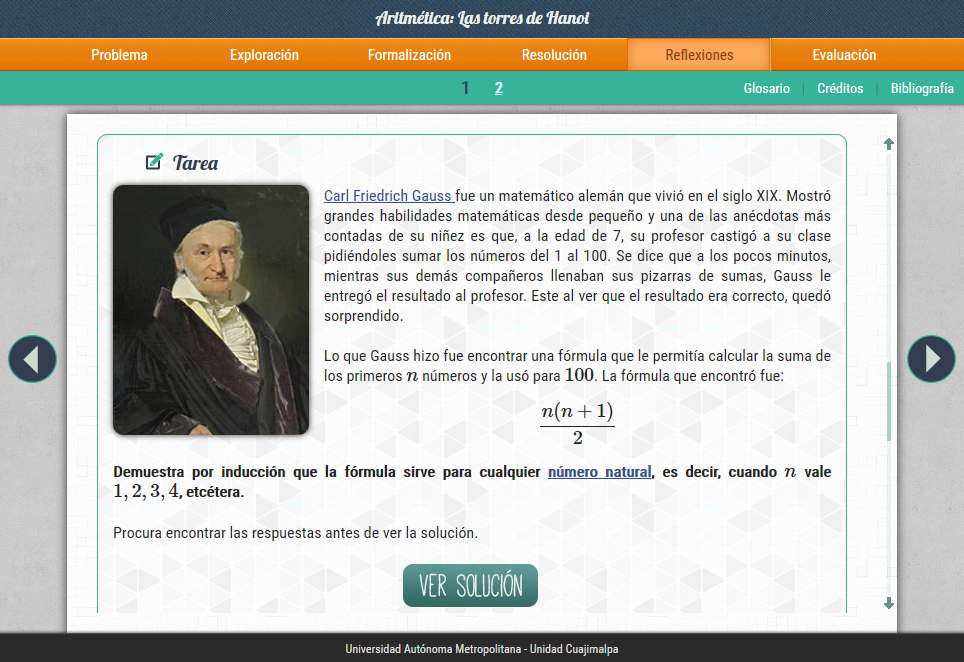 Aritmética: Las torres de Hanoi
Problema
Exploración
Formalización
Resolución
Reflexiones
Evaluación
1
2
Glosario
Créditos
Bibliografía
Tarea
Carl Friedrich Gauss fue un matemático alemán que vivió en el siglo XIX. Mostró
grandes habilidades matemáticas desde pequeño y una de las anécdotas más
contadas de su niñez es que, a la edad de 7, su profesor castigó a su clase
pidiéndoles sumar los números del 1 al 100. Se dice que a los pocos minutos,
mientras sus demás compañeros llenaban sus pizarras de sumas, Gauss le
entregó el resultado al profesor. Este al ver que el resultado era correcto, quedó
sorprendido.
Lo que Gauss hizo fue encontrar una fórmula que le permitía calcular la suma de
los primeros n números y la usó para 100. La fórmula que encontró fue:
n(n + 1)
2
Demuestra por inducción que la fórmula sirve para cualquier número natural, es decir, cuando n vale
1, 2, 3, 4, etcétera.
Procura encontrar las respuestas antes de ver la solución.
VER SOLUCIÓN
Universidad Autónoma Metropolitana - Unidad Cuajimalpa